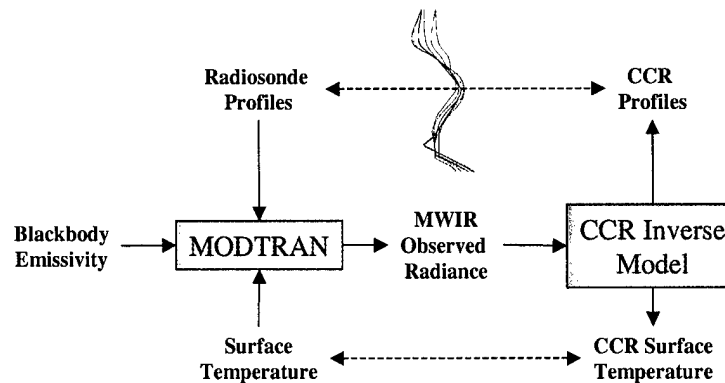 Radiosonde
Profiles
CCR
Profiles
Blackbody
Emissivity
MODTRAN
MWIR
Observed
Radiance
CCR Inverse
Model
Surface
Temperature
CCR Surface
Temperature